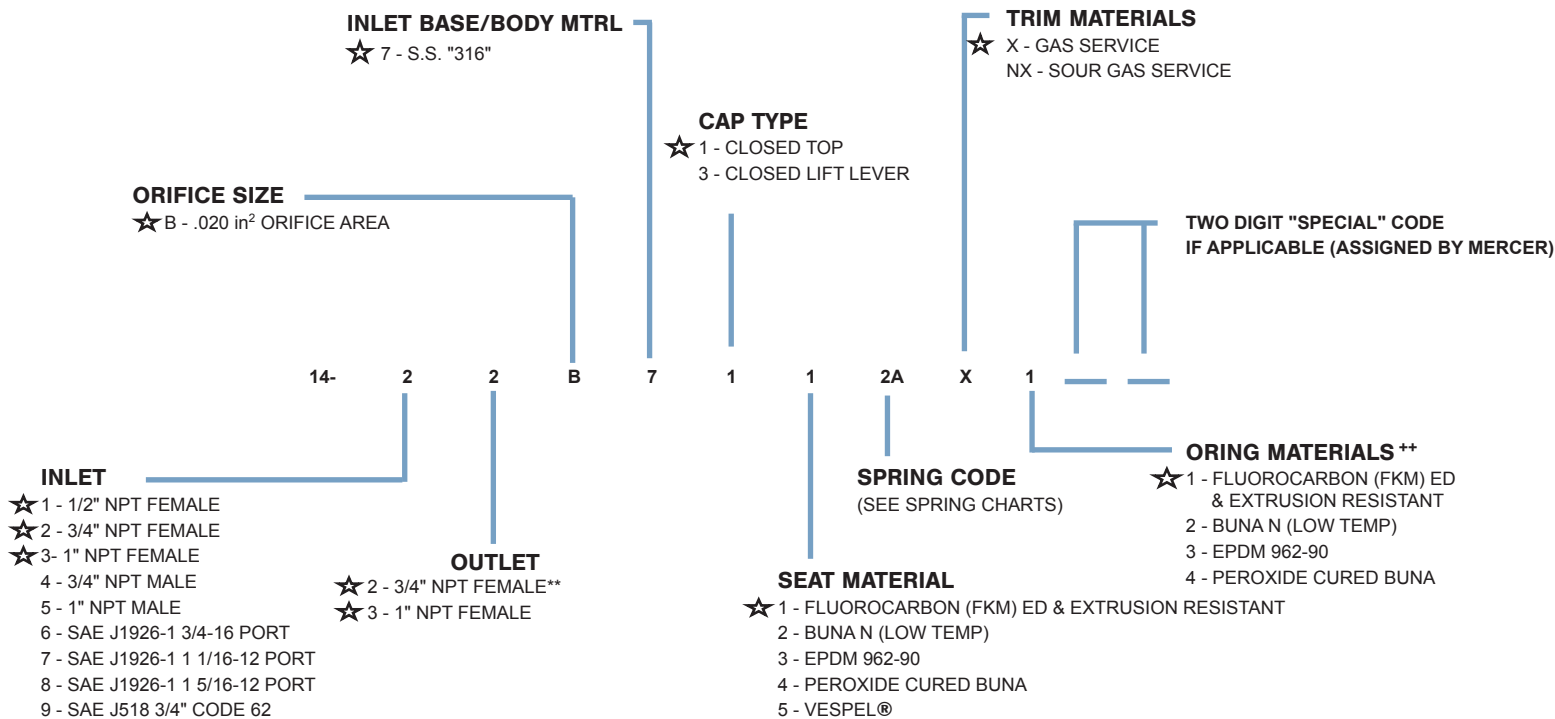 INLET BASE/BODY MTRL
7 - S.S. "316"
TRIM MATERIALS
X - GAS SERVICE
NX - SOUR GAS SERVICE
CAP TYPE
1 - CLOSED TOP
3 - CLOSED LIFT LEVER
ORIFICE SIZE
B - .020 in² ORIFICE AREA
TWO DIGIT "SPECIAL" CODE
IF APPLICABLE (ASSIGNED BY MERCER)
14- 2 2 B 7 1 1 2A X 1 __ __
INLET
1 - 1/2" NPT FEMALE
2 - 3/4" NPT FEMALE
3- 1" NPT FEMALE
4 - 3/4" NPT MALE
5 - 1" NPT MALE
6 - SAE J1926-1 3/4-16 PORT
7 - SAE J1926-1 1 1/16-12 PORT
8 - SAE J1926-1 1 5/16-12 PORT
9 - SAE J518 3/4" CODE 62
OUTLET
2 - 3/4" NPT FEMALE**
3 - 1" NPT FEMALE
SEAT MATERIAL
1 - FLUOROCARBON (FKM) ED & EXTRUSION RESISTANT
2 - BUNA N (LOW TEMP)
3 - EPDM 962-90
4 - PEROXIDE CURED BUNA
5 - VESPEL®
SPRING CODE
(SEE SPRING CHARTS)
ORING MATERIALS ++
1 - FLUOROCARBON (FKM) ED
& EXTRUSION RESISTANT
2 - BUNA N (LOW TEMP)
3 - EPDM 962-90
4 - PEROXIDE CURED BUNA